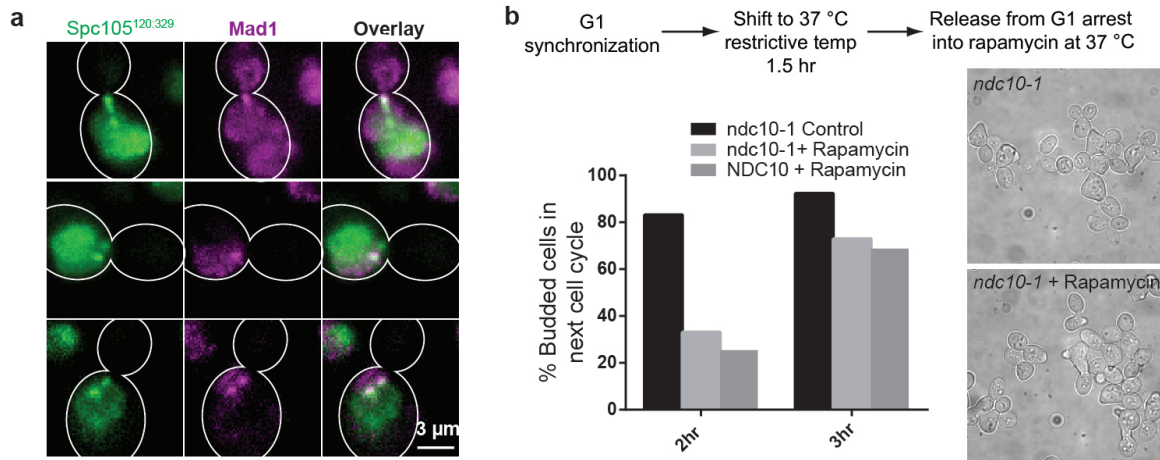 a
Spc105120:329 Mad1 Overlay
3 μm
b
G1 synchronization
Shift to 37 °C restrictive temp 1.5 hr
Release from G1 arrest into rapamycin at 37 °C
ndc10-1 Control
ndc10-1+ Rapamycin
NDC10 + Rapamycin
% Budded cells in
next cell cycle
100
80
60
40
20
0
2hr 3hr
ndc10-1
ndc10-1 + Rapamycin